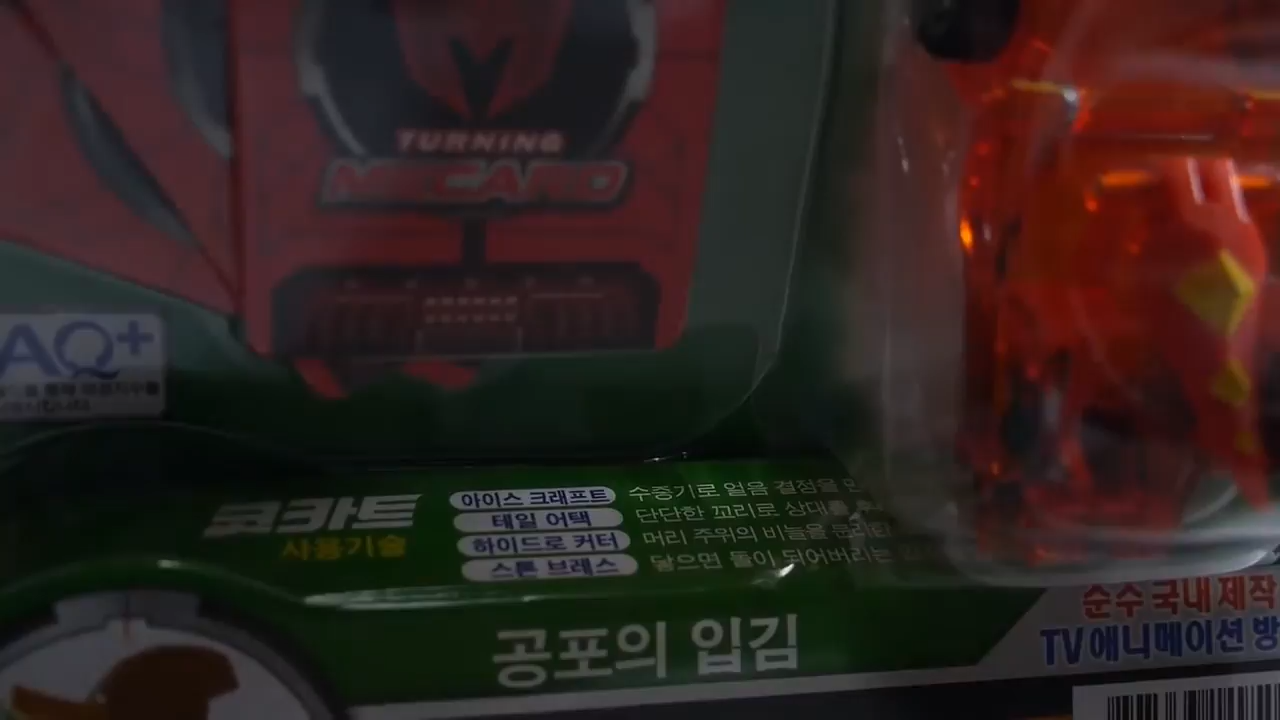 TURNING
MECARD
AQ+
코카트
사용기술
아이스 크래프트 수증기로 얼음 결정을 만
테일 어택 단단한 꼬리로 상대를
하이드로 커터 머리 주위의 비늘을 분리한
스톤 브레스 닿으면 돌이 되어버리는
공포의 입김
순수 국내 제작
TV 애니메이션 방